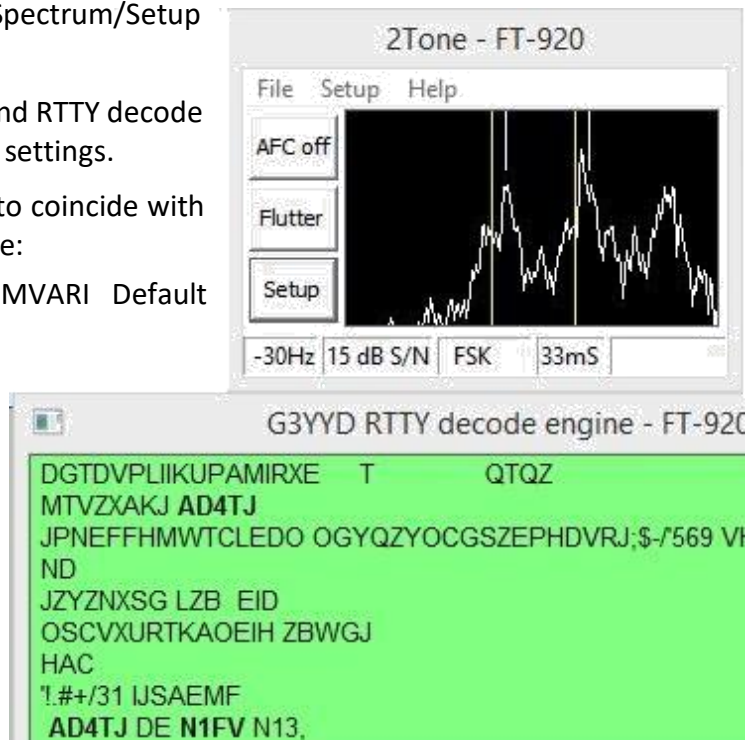 Spectrum/Setup
nd RTTY decode
settings.
to coincide with
e:
MVARI Default
2Tone - FT-920
File Setup Help
AFC off
Flutter
Setup
-30Hz 15 dB S/N FSK 33mS
G3YYD RTTY decode engine - FT-920
DGTDVPLIIKUPAMIRXE T QTQZ
MTVZXAKJ AD4TJ
JPNEFFHMWTCLEDO OGYQZYOCGSZEPHDVRJ;$-/'569 VH
ND
JZYZNXSG LZB EID
OSCVXURTKAOEIH ZBWGJ
HAC
'!.#+/31 IJSAEMF
AD4TJ DE N1FV N13,